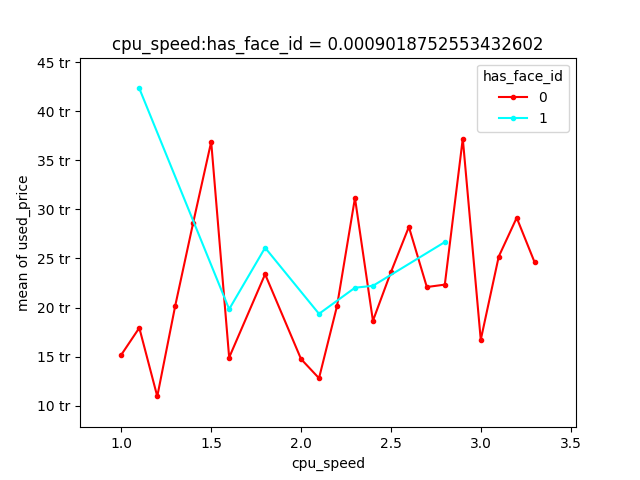 cpu_speed:has_face_id = 0.0009018752553432602
45 tr
40 tr
35 tr
30 tr
25 tr
20 tr
15 tr
10 tr
mean of used_price
has_face_id
0
1
1.0 1.5 2.0 2.5 3.0 3.5
cpu_speed